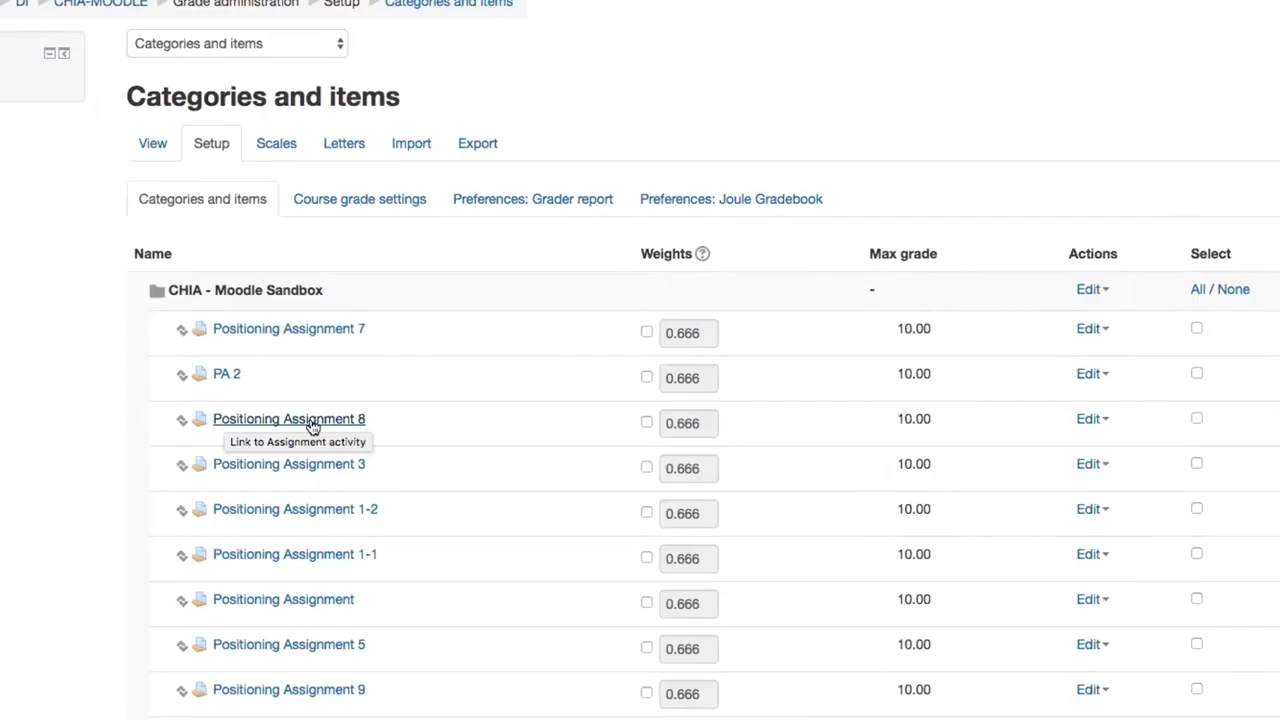 DI CHIA-MOODLE Grade administration Setup Categories and items
Categories and items
Categories and items
View Setup Scales Letters Import Export
Categories and items Course grade settings Preferences: Grader report Preferences: Joule Gradebook
Name Weights ? Max grade Actions Select
CHIA - Moodle Sandbox - Edit All / None
Positioning Assignment 7 0.666 10.00 Edit
PA 2 0.666 10.00 Edit
Positioning Assignment 8 0.666 10.00 Edit
Link to Assignment activity
Positioning Assignment 3 0.666 10.00 Edit
Positioning Assignment 1-2 0.666 10.00 Edit
Positioning Assignment 1-1 0.666 10.00 Edit
Positioning Assignment 0.666 10.00 Edit
Positioning Assignment 5 0.666 10.00 Edit
Positioning Assignment 9 0.666 10.00 Edit